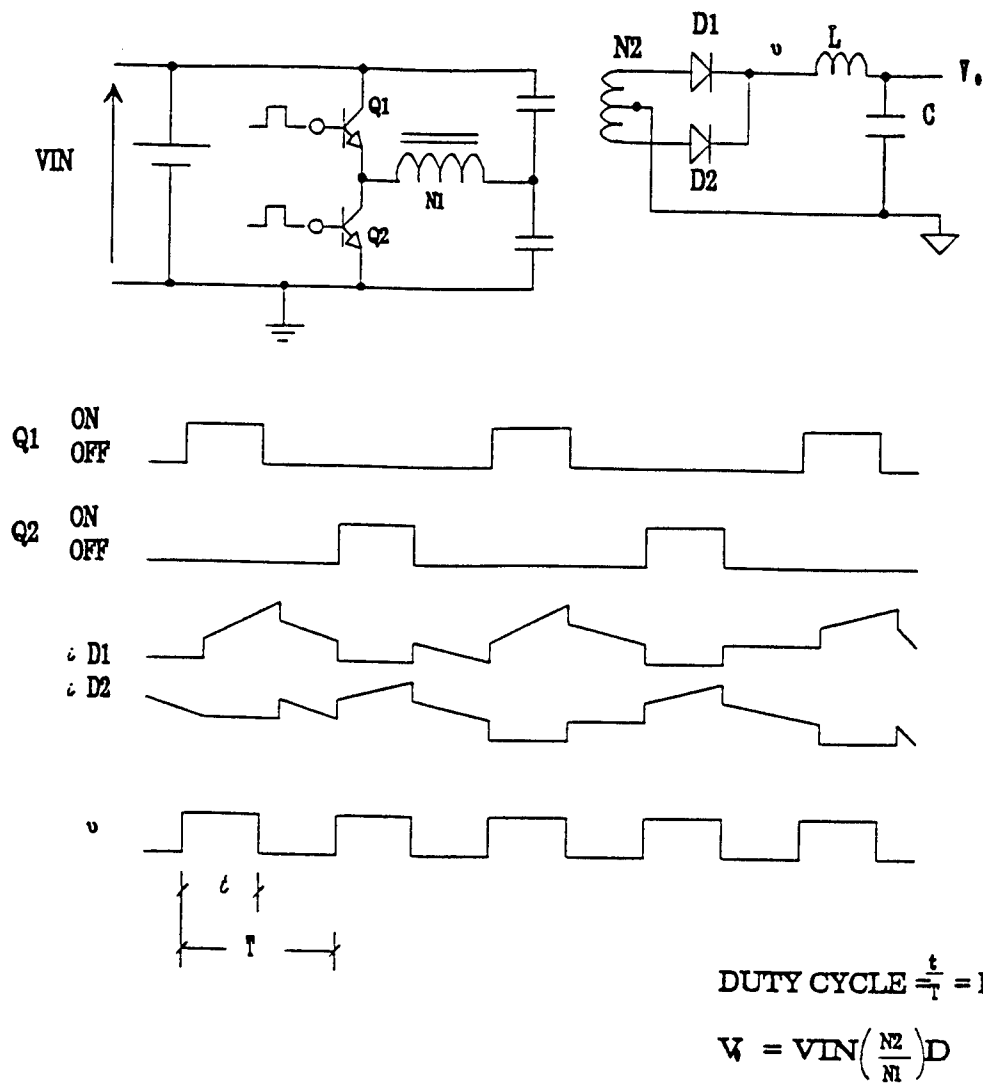 D1
N2
υ
L
V₀
Q1
C
VIN
N1
D2
Q2
Q1 ON
OFF
Q2 ON
OFF
i D1
i D2
υ
t
T
DUTY CYCLE = t/T =
V₀ = VIN(N2/N1)D